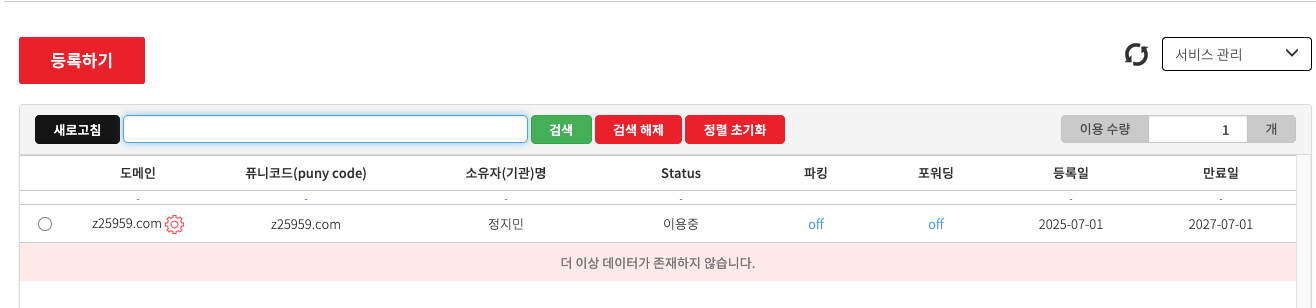 등록하기
서비스 관리
새로고침 검색 검색 해제 정렬 초기화 이용 수량 1 개
도메인 퓨니코드(puny code) 소유자(기관)명 Status 파킹 포워딩 등록일 만료일
- - - - - -
z25959.com z25959.com 정지민 이용중 off off 2025-07-01 2027-07-01
더 이상 데이터가 존재하지 않습니다.